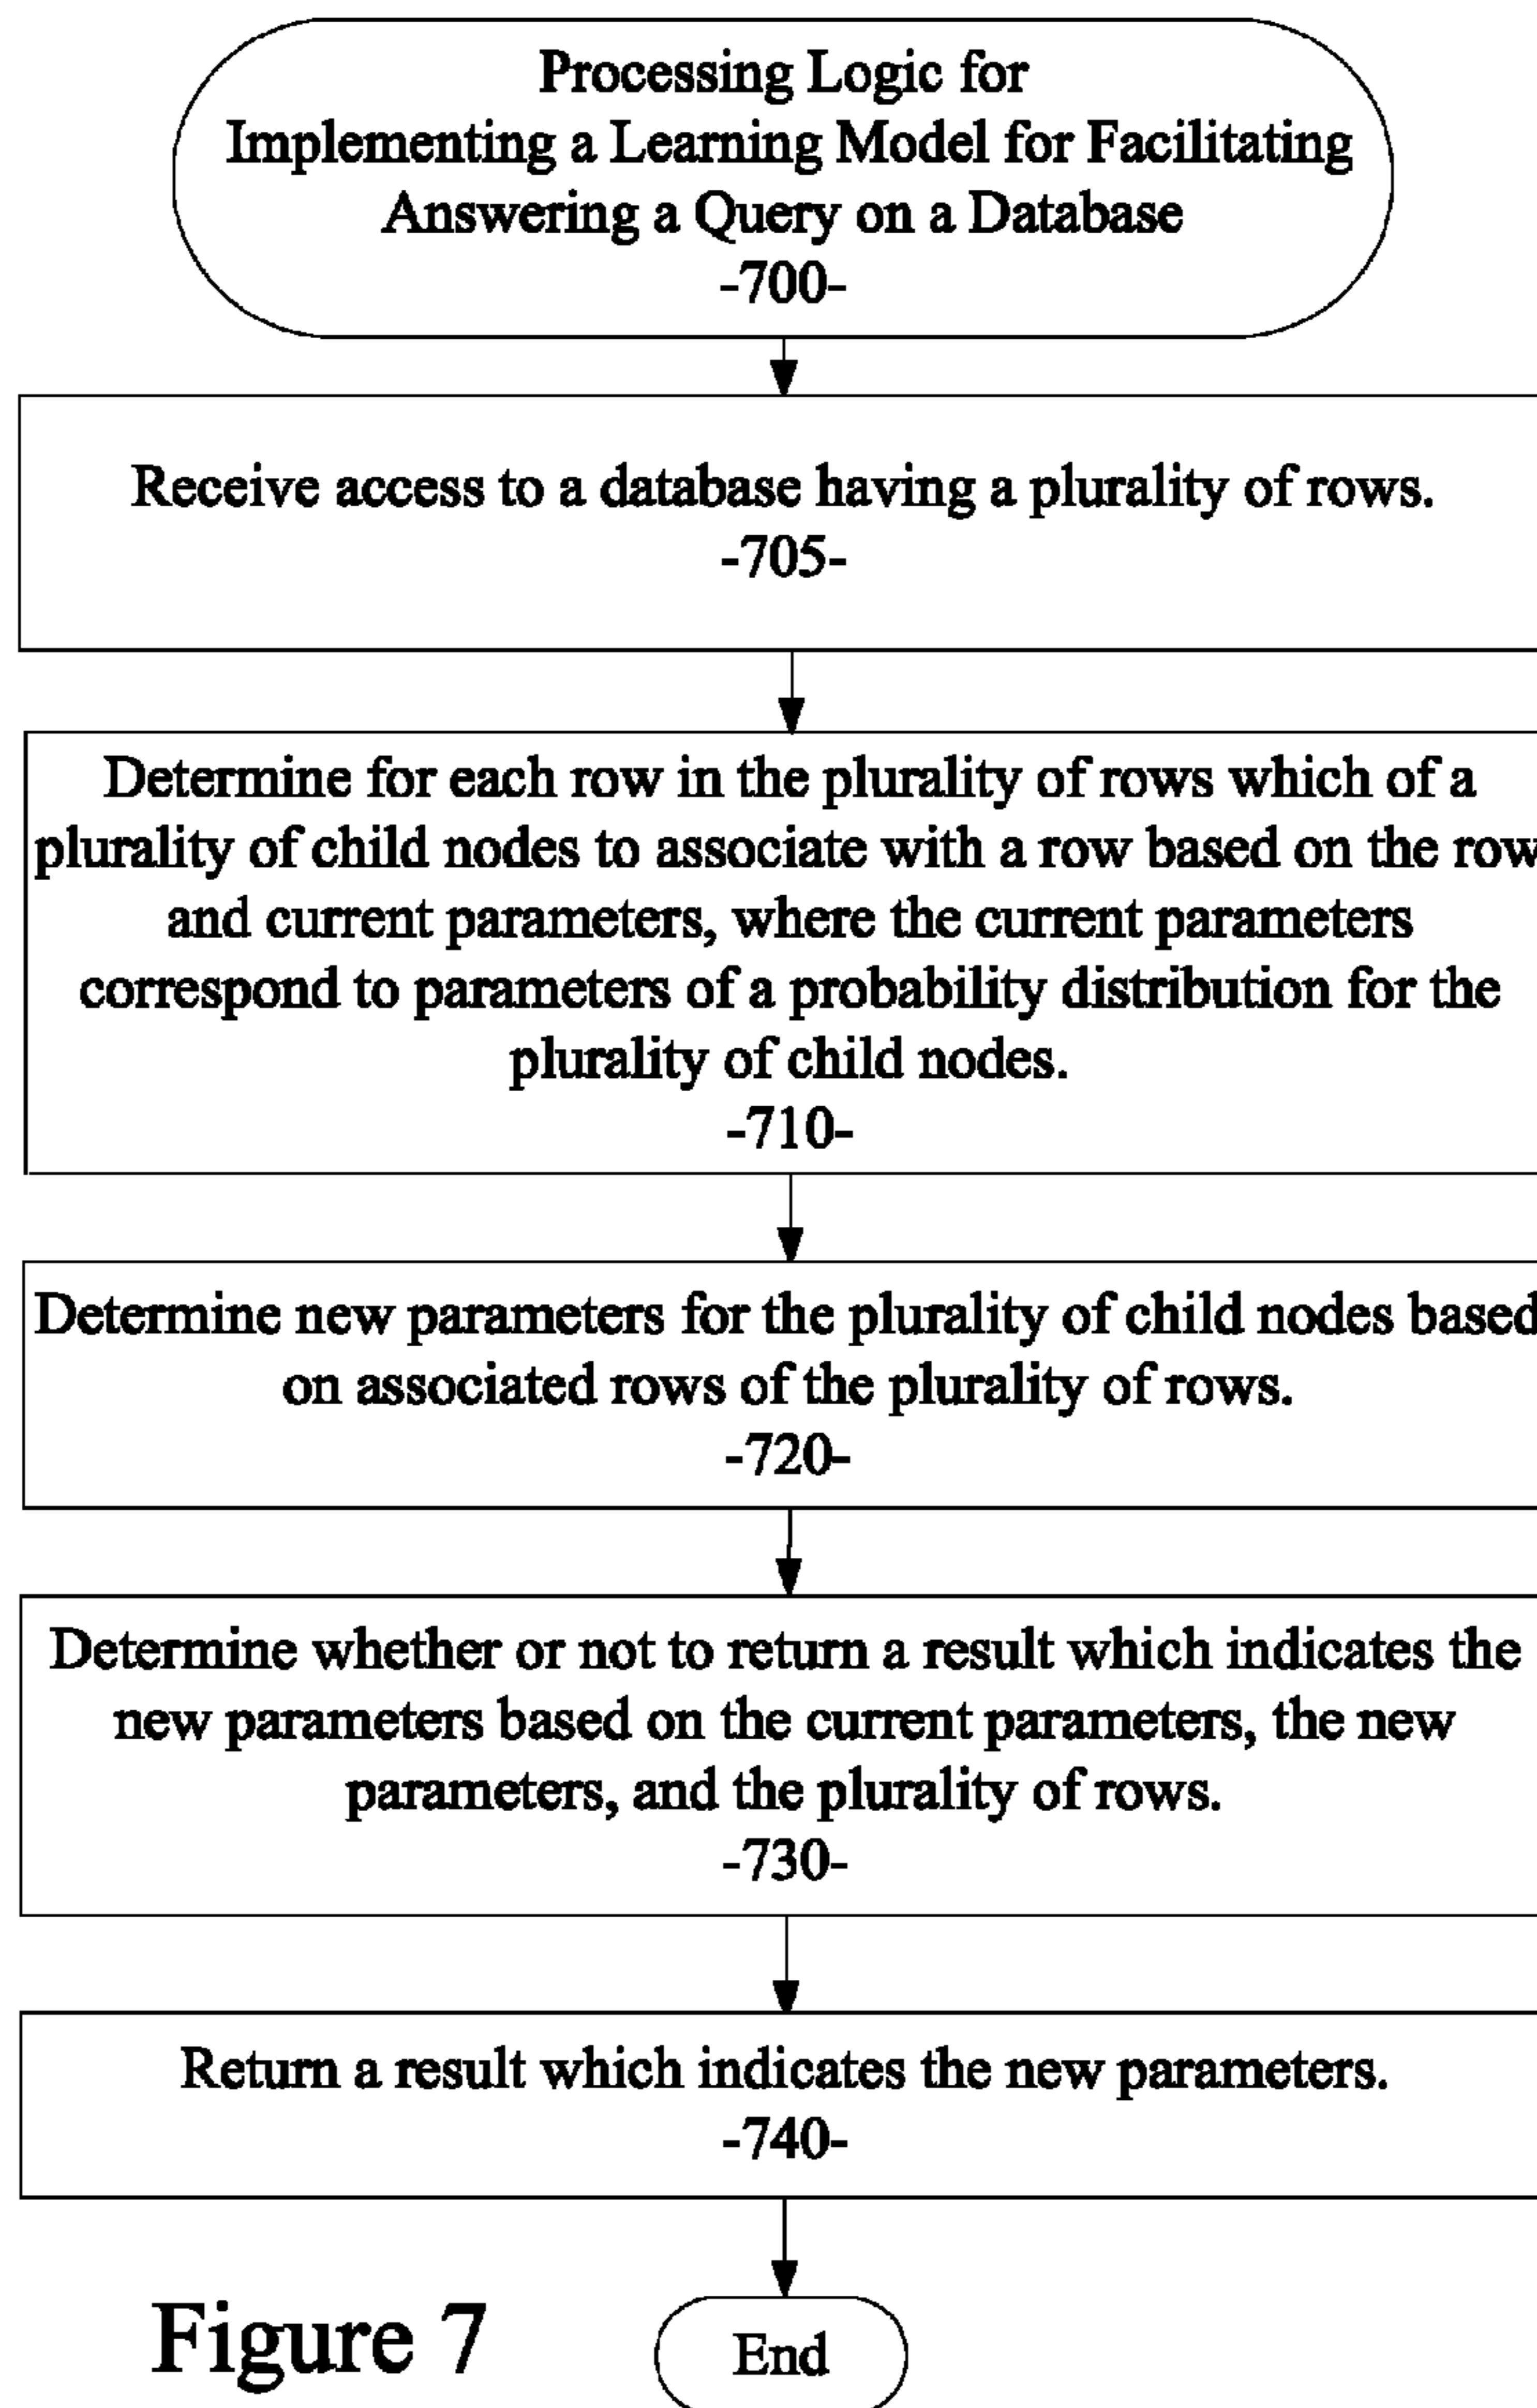 Processing Logic for
Implementing a Learning Model for Facilitating
Answering a Query on a Database
-700-
Receive access to a database having a plurality of rows.
-705-
Determine for each row in the plurality of rows which of a
plurality of child nodes to associate with a row based on the row
and current parameters, where the current parameters
correspond to parameters of a probability distribution for the
plurality of child nodes.
-710-
Determine new parameters for the plurality of child nodes based
on associated rows of the plurality of rows.
-720-
Determine whether or not to return a result which indicates the
new parameters based on the current parameters, the new
parameters, and the plurality of rows.
-730-
Return a result which indicates the new parameters.
-740-
End
Figure 7